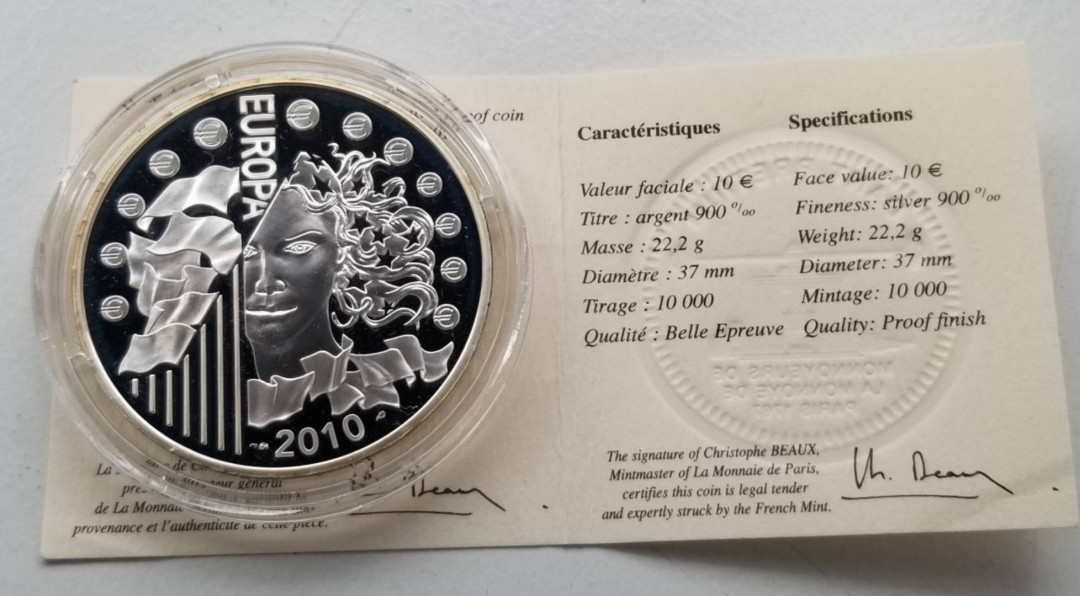 EUROPA
2010
of coin
Caractéristiques
Valeur faciale : 10 €
Titre : argent 900 ‰
Masse : 22,2 g
Diamètre : 37 mm
Tirage : 10 000
Qualité : Belle Epreuve
Specifications
Face value: 10 €
Fineness: silver 900 ‰
Weight: 22,2 g
Diameter: 37 mm
Mintage: 10 000
Quality: Proof finish
La de
général
de La Monnaie
provenance et l'authenticité de cette pièce.
The signature of Christophe BEAUX,
Mintmaster of La Monnaie de Paris,
certifies this coin is legal tender
and expertly struck by the French Mint.